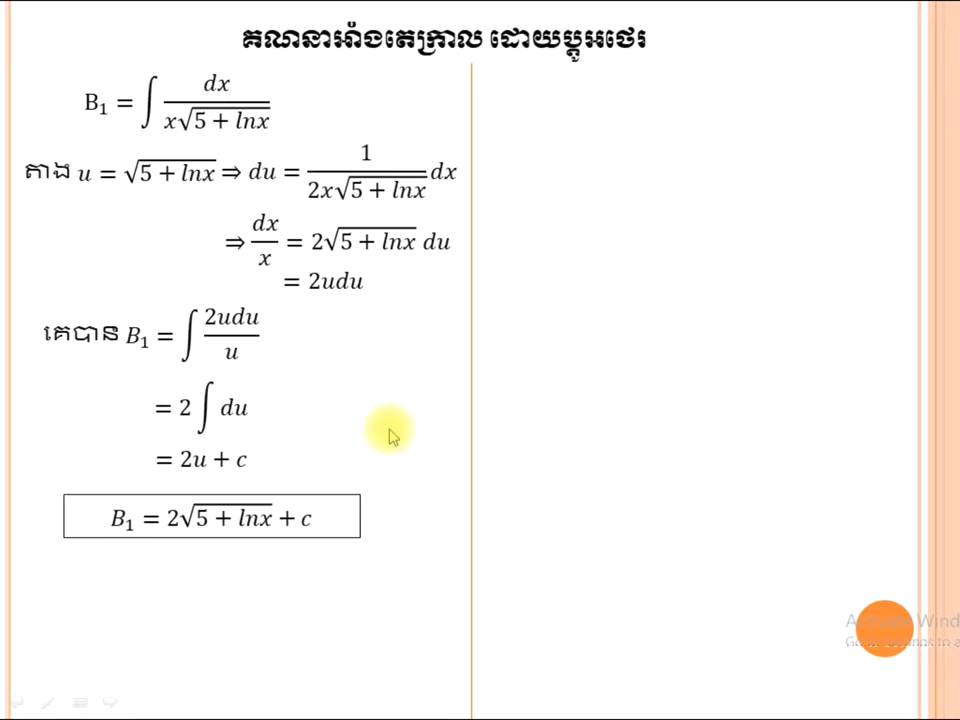 គណនាអាំងតេក្រាល ដោយប្តូរអថេរ
B₁ = ∫ dx / x√(5 + lnx)
តាង u = √(5 + lnx) ⇒ du = 1 / 2x√(5 + lnx) dx
⇒ dx / x = 2√(5 + lnx) du
= 2udu
គេបាន B₁ = ∫ 2udu / u
= 2 ∫ du
= 2u + c
B₁ = 2√(5 + lnx) + c